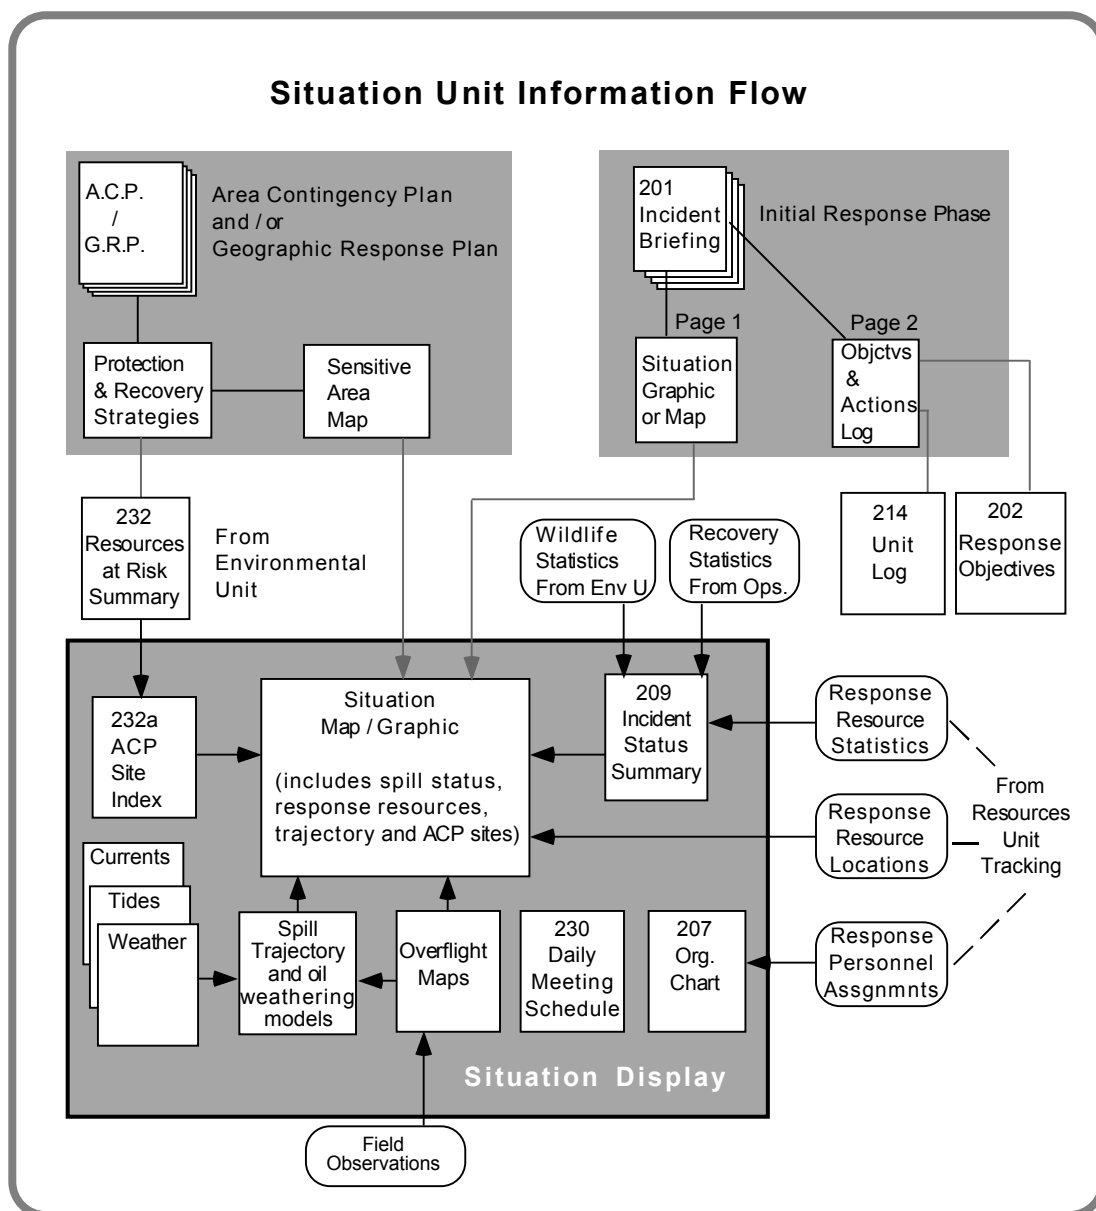 Situation Unit Information Flow
A.C.P.
/
G.R.P.
Area Contingency Plan
and / or
Geographic Response Plan
201
Incident
Briefing
Initial Response Phase
Page 1
Page 2
Protection
& Recovery
Strategies
Sensitive
Area
Map
Situation
Graphic
or Map
Objctvs
&
Actions
Log
232
Resources
at Risk
Summary
From
Environmental
Unit
Wildlife
Statistics
From Env U
Recovery
Statistics
From Ops.
214
Unit
Log
202
Response
Objectives
232a
ACP
Site
Index
Situation
Map / Graphic
(includes spill status,
response resources,
trajectory and ACP sites)
209
Incident
Status
Summary
Response
Resource
Statistics
Response
Resource
Locations
From
Resources
Unit
Tracking
Currents
Tides
Weather
Spill
Trajectory
and oil
weathering
models
Overflight
Maps
230
Daily
Meeting
Schedule
207
Org.
Chart
Response
Personnel
Assgnmnts
Situation Display
Field
Observations